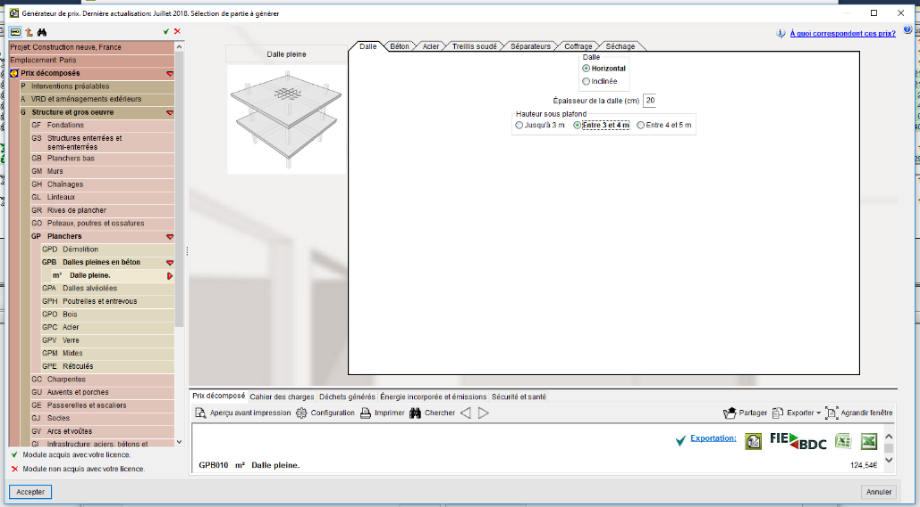 Générateur de prix. Dernière actualisation: Juillet 2018. Sélection de partie à générer
À quoi correspondent ces prix?
Projet: Construction neuve, France
Emplacement: Paris
Prix décomposés
P Interventions préalables
A VRD et aménagements extérieurs
G Structure et gros oeuvre
GF Fondations
GS Structures enterrées et
semi-enterrées
GB Planchers bas
GM Murs
GH Chaînages
GL Linteaux
GR Rives de plancher
GO Poteaux, poutres et ossatures
GP Planchers
GPD Démolition
GPB Dalles pleines en béton
m² Dalle pleine.
GPA Dalles alvéolées
GPH Poutrelles et entrevous
GPO Bois
GPC Acier
GPV Verre
GPM Mixtes
GPE Réticulés
GC Charpentes
GU Auvents et porches
GE Passerelles et escaliers
GJ Socles
GV Arcs et voûtes
GI Infrastructure: aciers, bétons et
Module acquis avec votre licence.
Module non acquis avec votre licence.
Dalle pleine
Dalle Béton Acier Treillis soudé Séparateurs Coffrage Séchage
Dalle
Horizontal
Inclinée
Épaisseur de la dalle (cm) 20
Hauteur sous plafond
Jusqu'à 3 m Entre 3 et 4 m Entre 4 et 5 m
Prix décomposé Cahier des charges Déchets générés Énergie incorporée et émissions Sécurité et santé
Aperçu avant impression Configuration Imprimer Chercher Partager Exporter Agrandir fenêtre
Exportation: FIE BDC
GPB010 m² Dalle pleine. 124,54€
Accepter Annuler